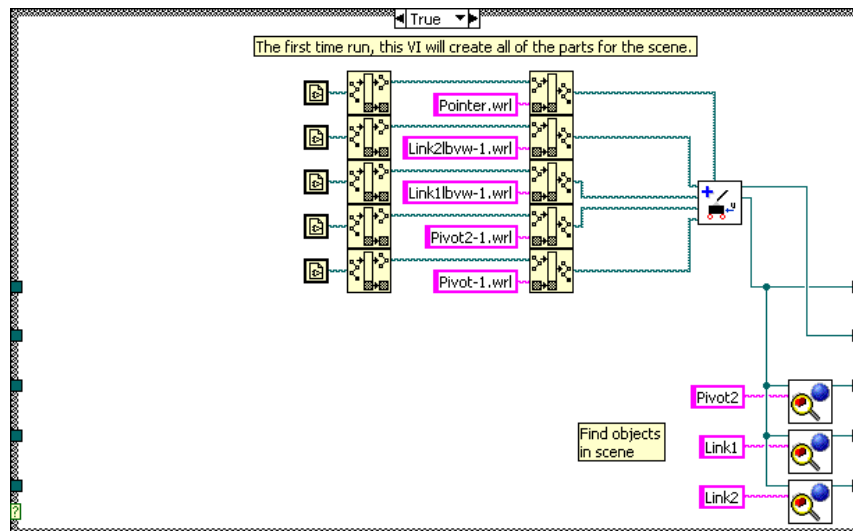 True
The first time run, this VI will create all of the parts for the scene.
Pointer.wrl
Link2lbvw-1.wrl
Link1lbvw-1.wrl
Pivot2-1.wrl
Pivot-1.wrl
Pivot2
Find objects
in scene
Link1
Link2
?